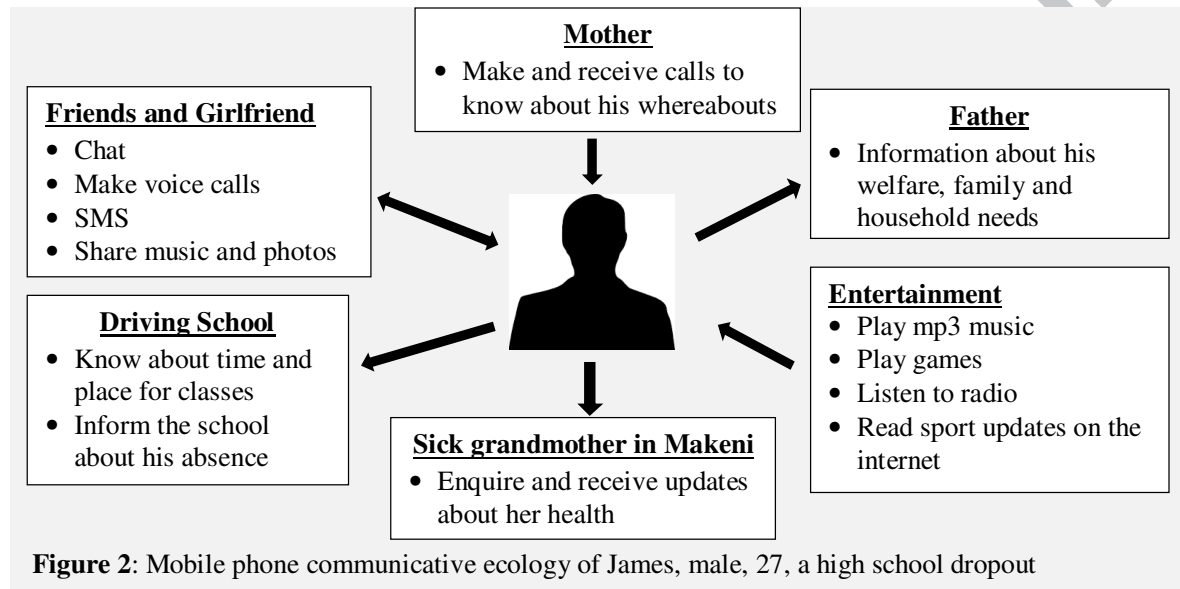 Mother
• Make and receive calls to
know about his whereabouts
Friends and Girlfriend
• Chat
• Make voice calls
• SMS
• Share music and photos
Father
• Information about his
welfare, family and
household needs
Driving School
• Know about time and
place for classes
• Inform the school
about his absence
Entertainment
• Play mp3 music
• Play games
• Listen to radio
• Read sport updates on the
internet
Sick grandmother in Makeni
• Enquire and receive updates
about her health
Figure 2: Mobile phone communicative ecology of James, male, 27, a high school dropout